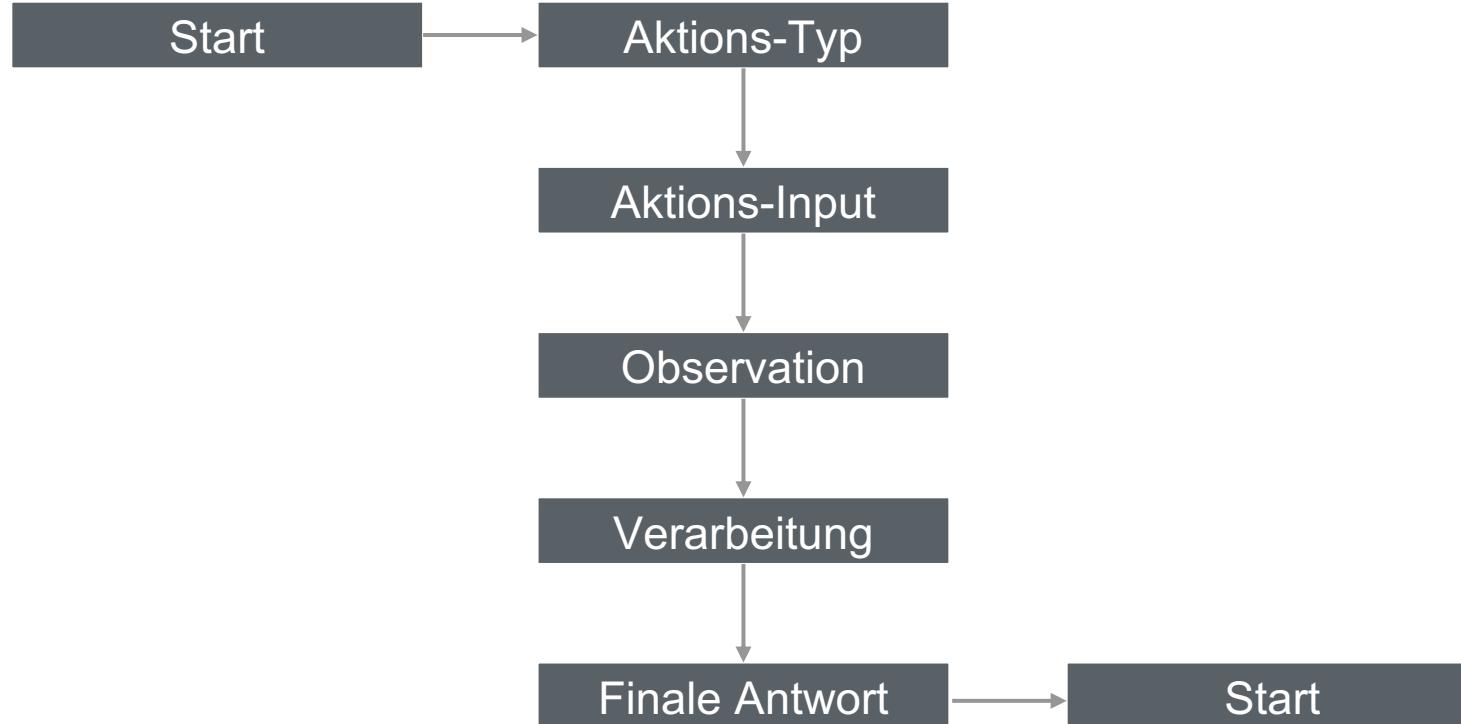 Start
Aktions-Typ
Aktions-Input
Observation
Verarbeitung
Finale Antwort
Start